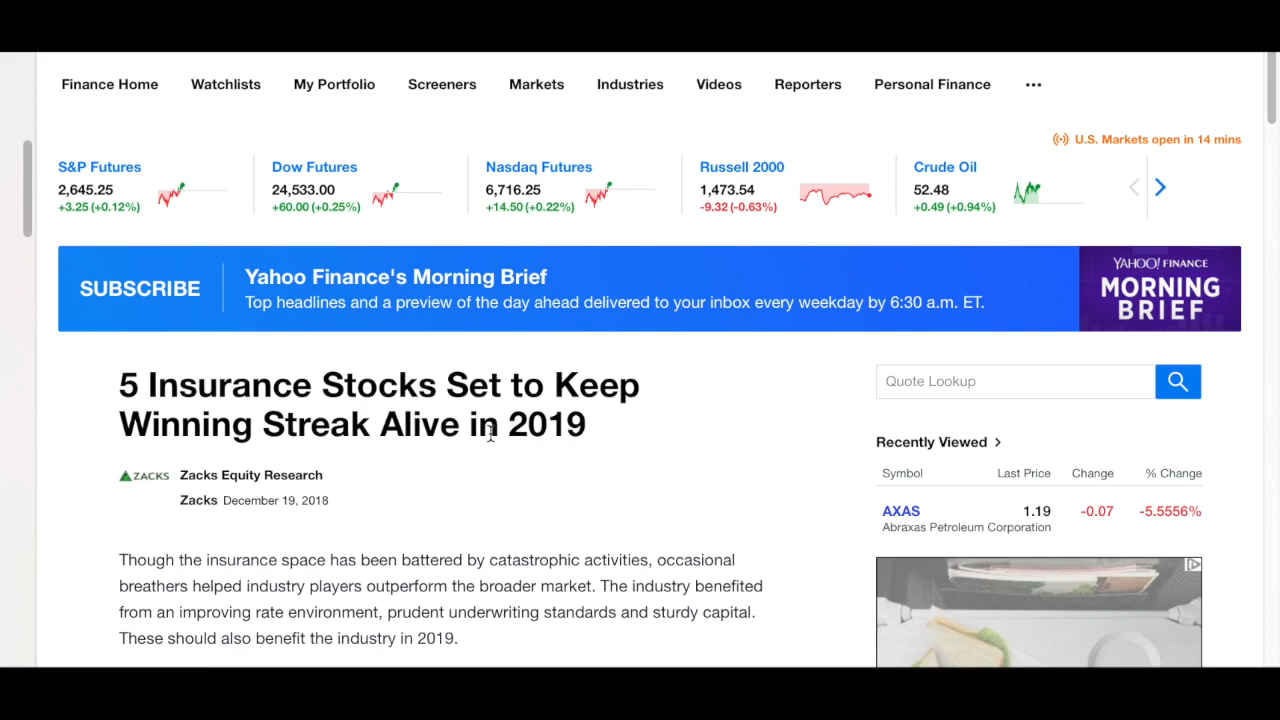 Finance Home Watchlists My Portfolio Screeners Markets Industries Videos Reporters Personal Finance ...
U.S. Markets open in 14 mins
S&P Futures Dow Futures Nasdaq Futures Russell 2000 Crude Oil
2,645.25 24,533.00 6,716.25 1,473.54 52.48
+3.25 (+0.12%) +60.00 (+0.25%) +14.50 (+0.22%) -9.32 (-0.63%) +0.49 (+0.94%)
SUBSCRIBE
Yahoo Finance's Morning Brief
Top headlines and a preview of the day ahead delivered to your inbox every weekday by 6:30 a.m. ET.
YAHOO! FINANCE
MORNING
BRIEF
5 Insurance Stocks Set to Keep
Winning Streak Alive in 2019
ZACKS Zacks Equity Research
Zacks December 19, 2018
Though the insurance space has been battered by catastrophic activities, occasional
breathers helped industry players outperform the broader market. The industry benefited
from an improving rate environment, prudent underwriting standards and sturdy capital.
These should also benefit the industry in 2019.
Quote Lookup
Recently Viewed
Symbol Last Price Change % Change
AXAS 1.19 -0.07 -5.5556%
Abraxas Petroleum Corporation